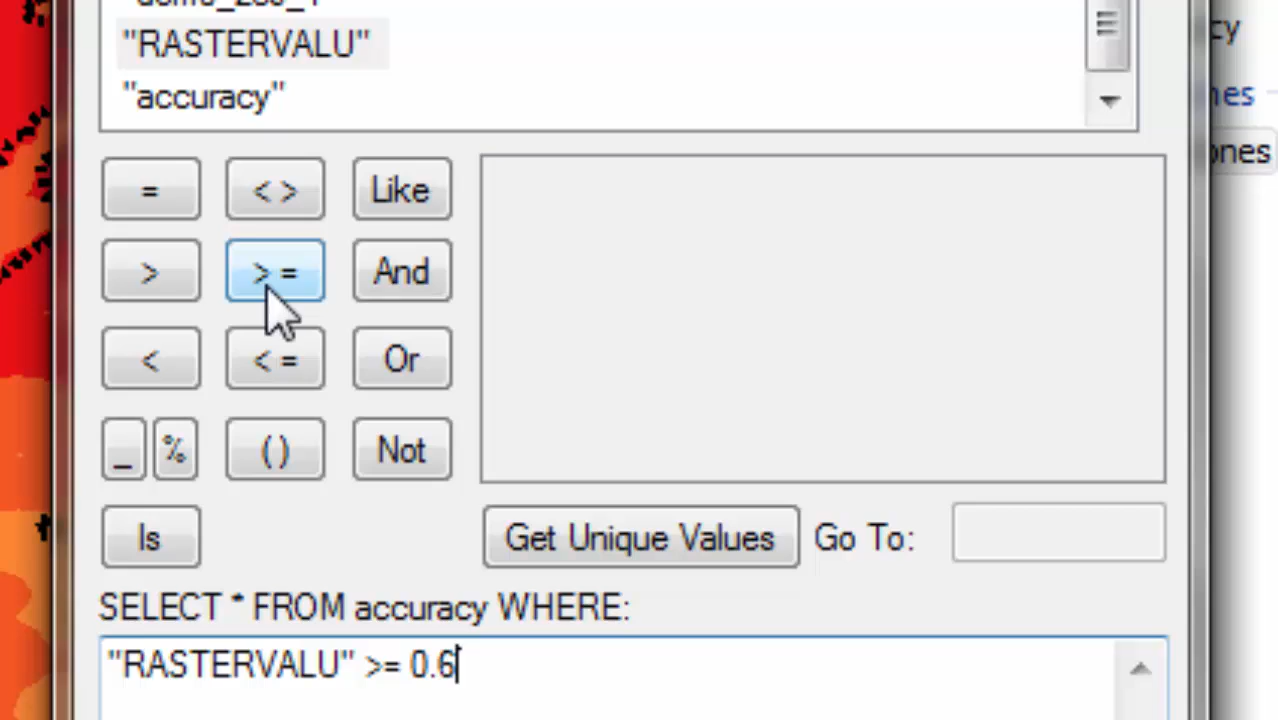 "RASTERVALU"
"accuracy"
= < > Like
> > = And
< < = Or
_ % ( ) Not
Is Get Unique Values Go To:
SELECT * FROM accuracy WHERE:
"RASTERVALU" >= 0.6